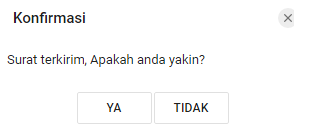 Konfirmasi
Surat terkirim, Apakah anda yakin?
YA
TIDAK